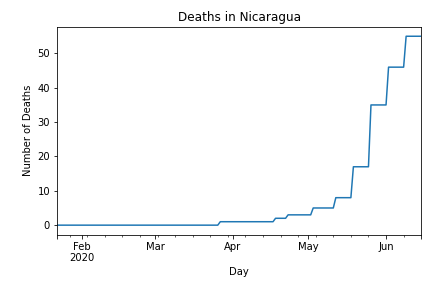 Deaths in Nicaragua
Number of Deaths
50
40
30
20
10
0
Feb
2020
Mar
Apr
May
Jun
Day